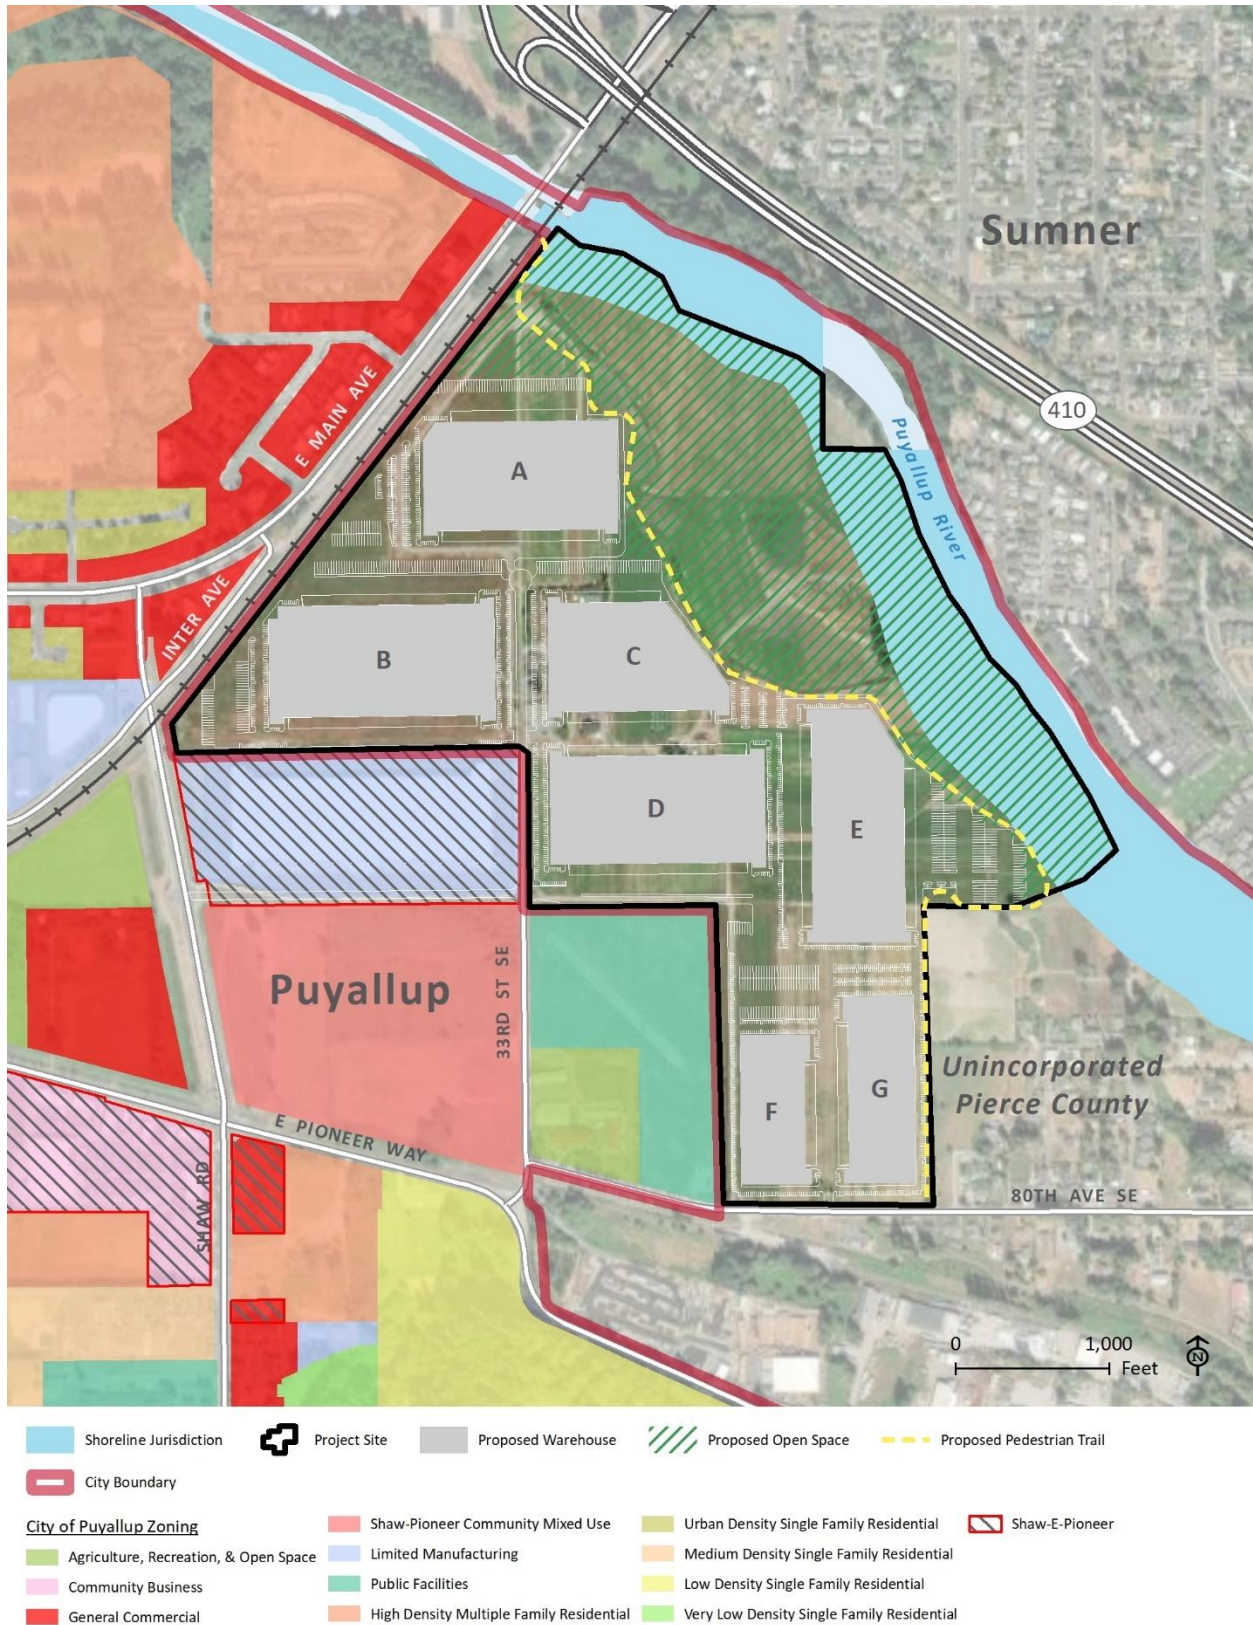 Sumner
410
E MAIN AVE
Puyallup River
A
INTER AVE
B
C
D
E
Puyallup
33RD ST SE
Unincorporated
Pierce County
F
G
E PIONEER WAY
SHAW RD
80TH AVE SE
0 1,000
Feet
N
Shoreline Jurisdiction
Project Site
Proposed Warehouse
Proposed Open Space
Proposed Pedestrian Trail
City Boundary
City of Puyallup Zoning
Agriculture, Recreation, & Open Space
Community Business
General Commercial
Shaw-Pioneer Community Mixed Use
Limited Manufacturing
Public Facilities
High Density Multiple Family Residential
Urban Density Single Family Residential
Medium Density Single Family Residential
Low Density Single Family Residential
Very Low Density Single Family Residential
Shaw-E-Pioneer